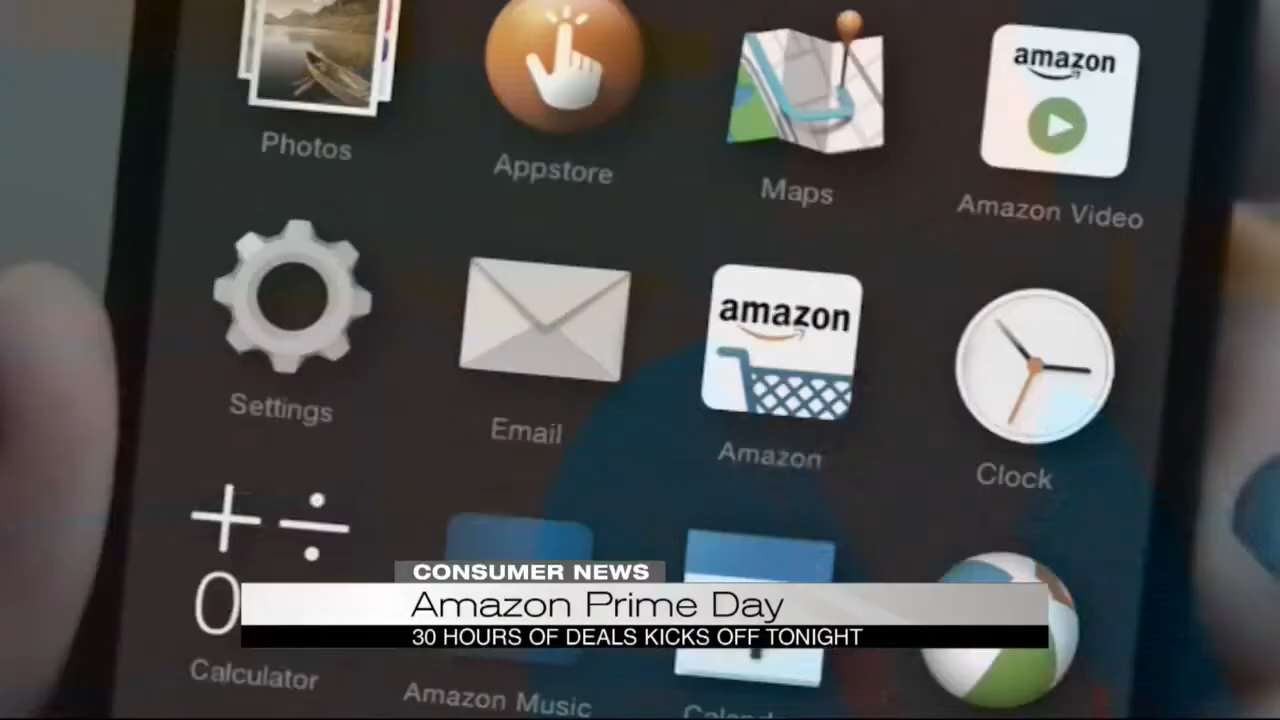 amazon
Photos
Appstore
Maps
Amazon Video
amazon
Settings
Email
Amazon
Clock
0
CONSUMER NEWS
Amazon Prime Day
30 HOURS OF DEALS KICKS OFF TONIGHT
Calculator
Amazon Music